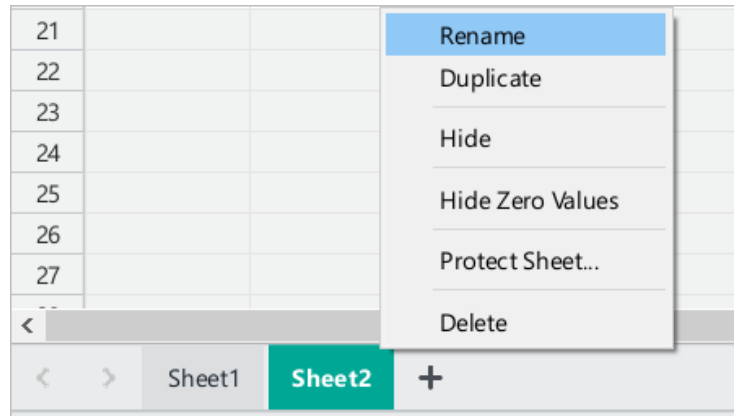 21
22
23
24
25
26
27
Rename
Duplicate
Hide
Hide Zero Values
Protect Sheet...
Delete
Sheet1 Sheet2 +